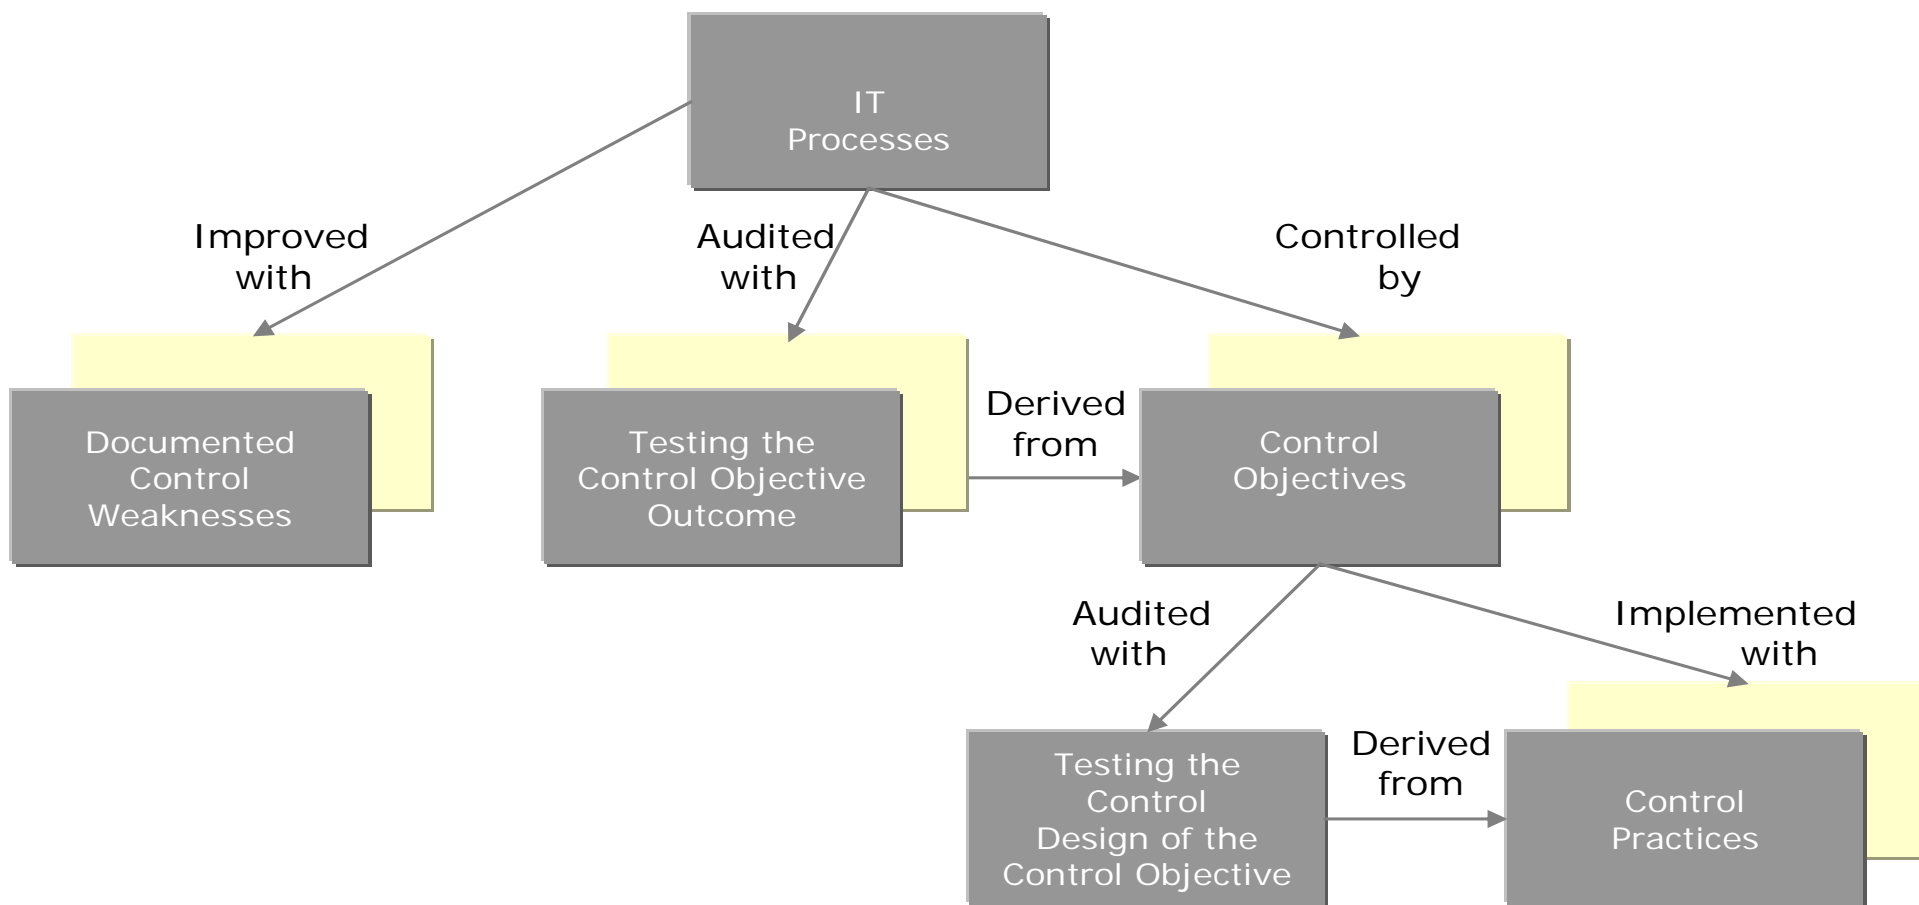 IT
Processes
Improved
with
Audited
with
Controlled
by
Documented
Control
Weaknesses
Testing the
Control Objective
Outcome
Derived
from
Control
Objectives
Audited
with
Implemented
with
Testing the
Control
Design of the
Control Objective
Derived
from
Control
Practices